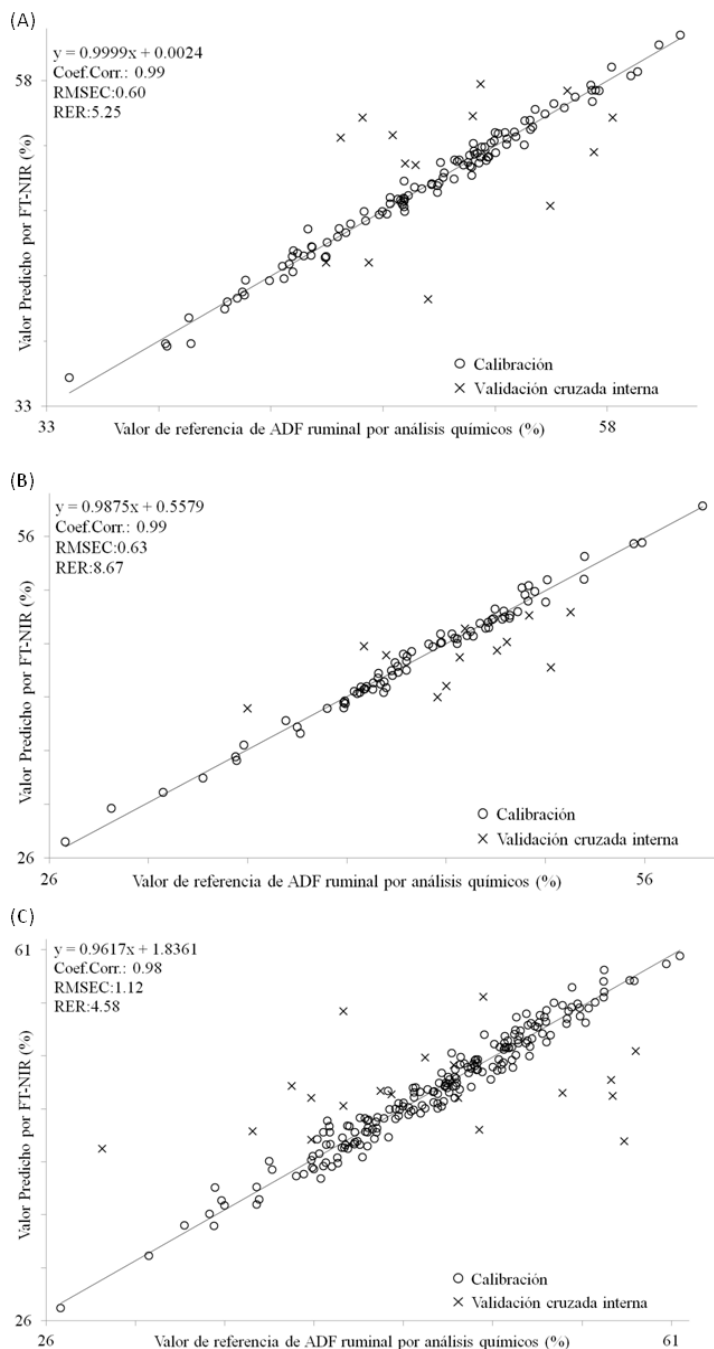 (A)
y = 0.9999x + 0.0024
Coef.Corr.: 0.99
RMSEC:0.60
RER:5.25
58
Valor Predicho por FT-NIR (%)
Calibración
Validación cruzada interna
33
33
Valor de referencia de ADF ruminal por análisis químicos (%)
58
(B)
y = 0.9875x + 0.5579
Coef.Corr.: 0.99
RMSEC:0.63
RER:8.67
56
Valor Predicho por FT-NIR (%)
Calibración
Validación cruzada interna
26
26
Valor de referencia de ADF ruminal por análisis químicos (%)
56
(C)
61
y = 0.9617x + 1.8361
Coef.Corr.: 0.98
RMSEC:1.12
RER:4.58
Valor Predicho por FT-NIR (%)
Calibración
Validación cruzada interna
26
26
Valor de referencia de ADF ruminal por análisis químicos (%)
61